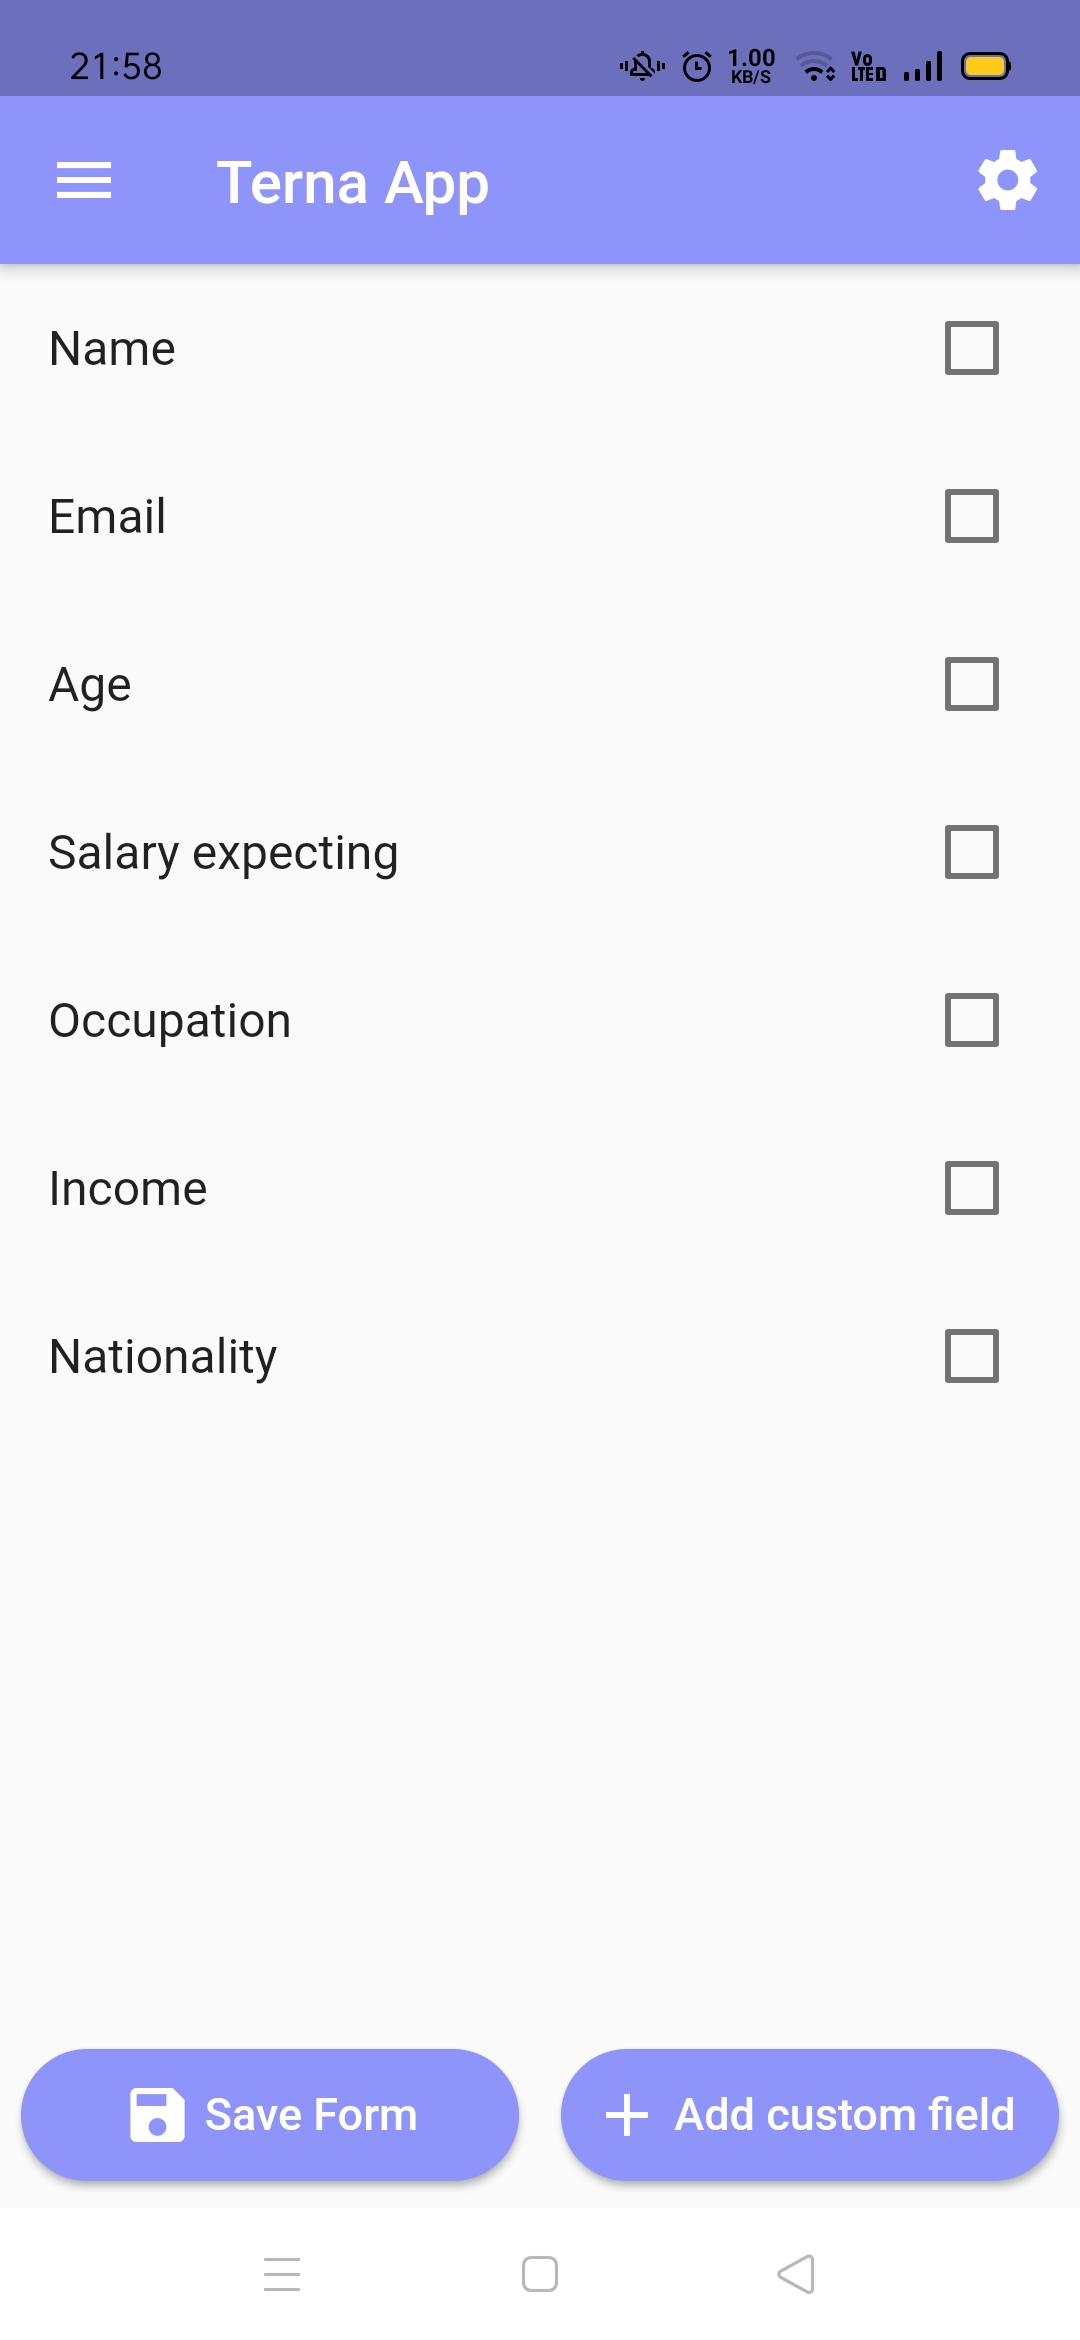 21:58 1.00 KB/S Vo LTE
Terna App
Name
Email
Age
Salary expecting
Occupation
Income
Nationality
Save Form
Add custom field